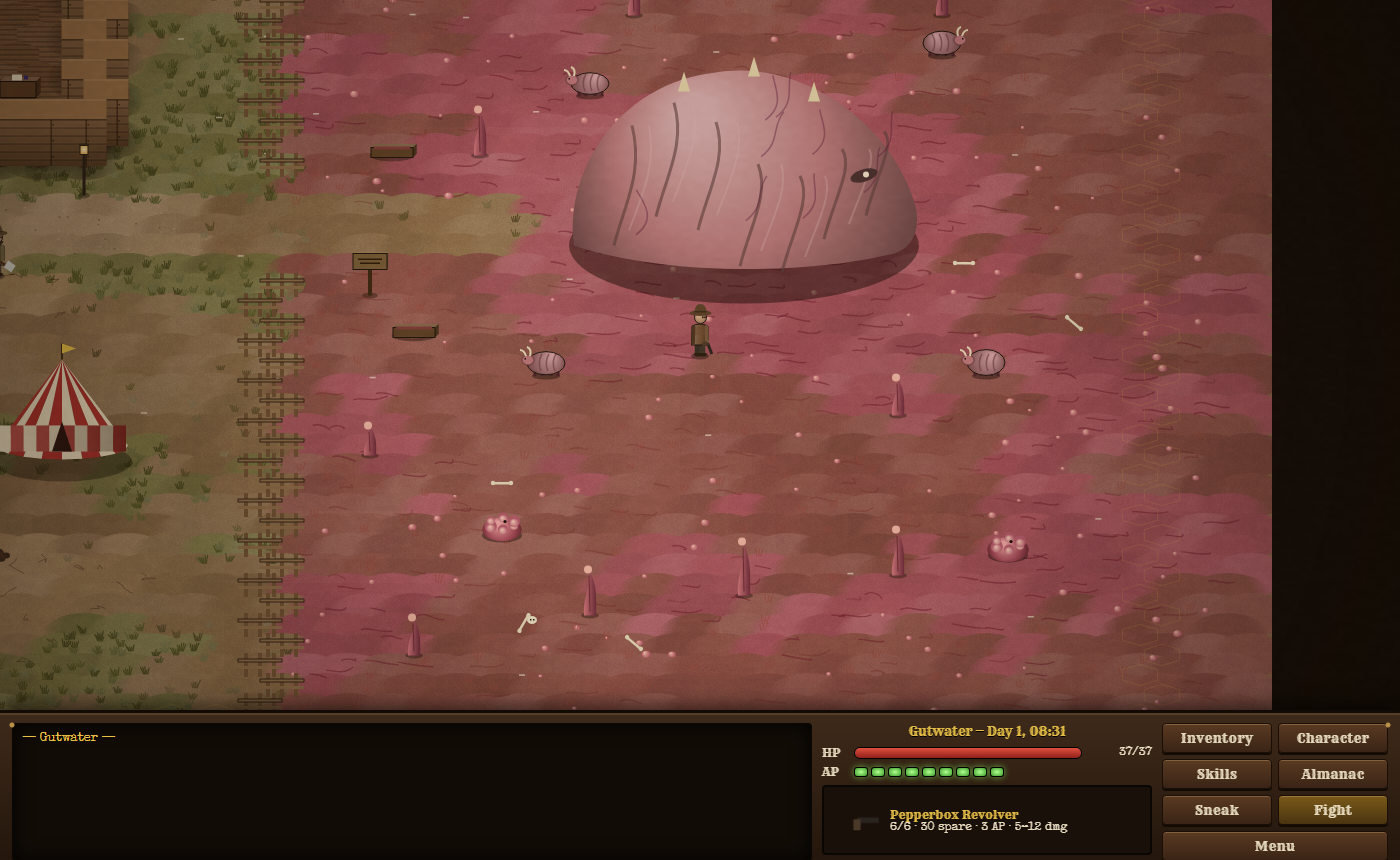 — Gutwater —
Gutwater — Day 1, 08:31
HP
37/37
AP
Pepperbox Revolver
6/6 · 30 spare · 3 AP · 5–12 dmg
Inventory
Character
Skills
Almanac
Sneak
Fight
Menu